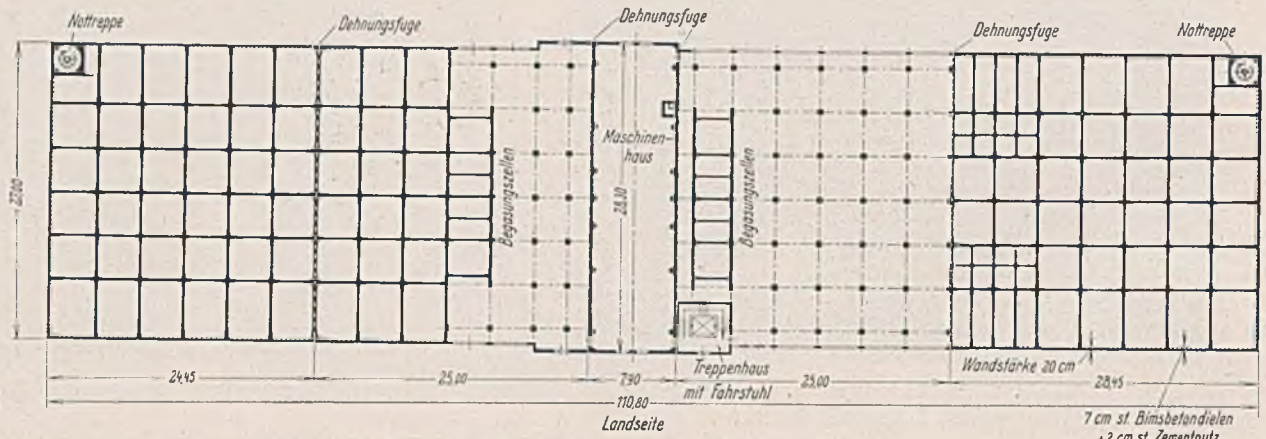 Nottreppe
Dehnungsfuge
Dehnungsfuge
Dehnungsfuge
Nottreppe
27,00
Begasungszellen
Maschinen-
haus
28,10
Begasungszellen
24,45
25,00
7,90
Treppenhaus
mit Fahrstuhl
25,00
Wandstärke 20 cm
28,45
110,80
Landseite
7 cm st. Bimsbetondielen
+2 cm st. Zementputz